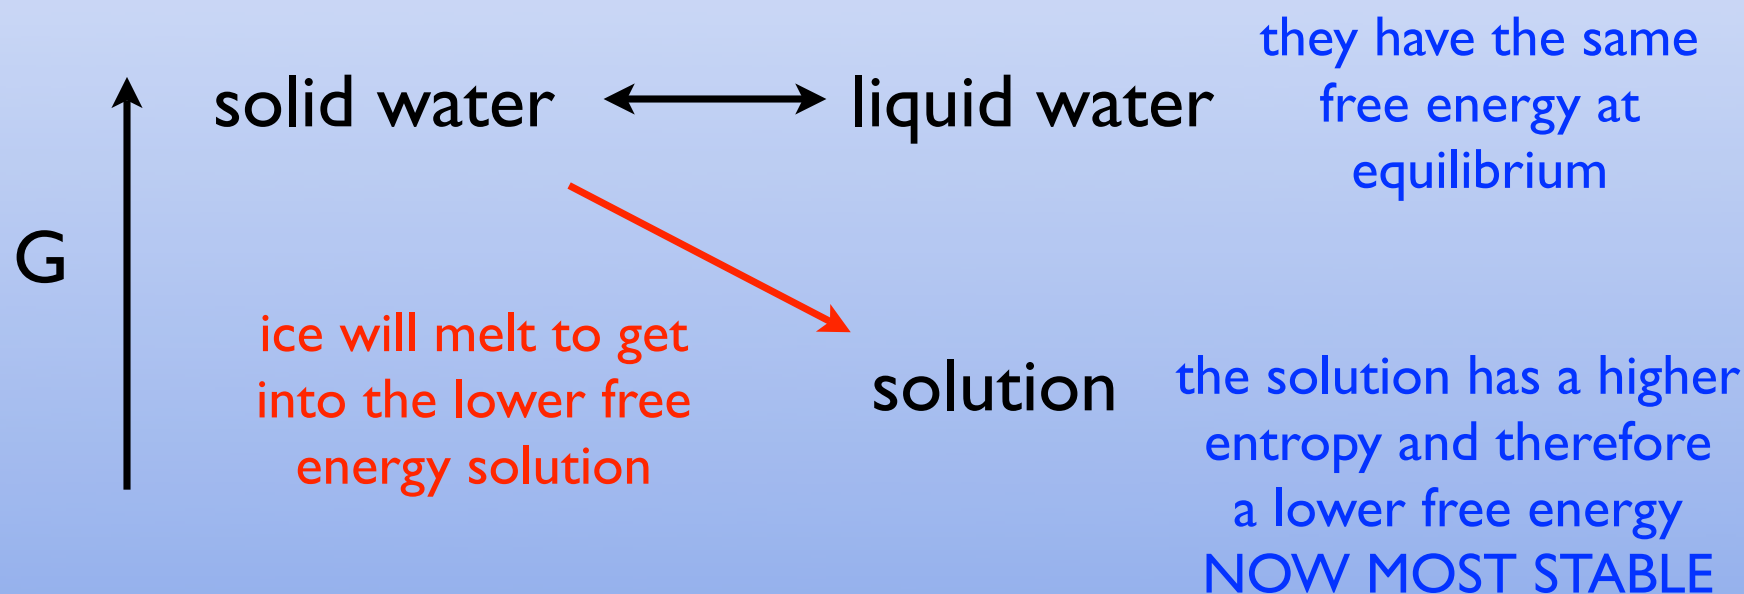 they have the same
free energy at
equilibrium
solid water
liquid water
G
ice will melt to get
into the lower free
energy solution
solution
the solution has a higher
entropy and therefore
a lower free energy
NOW MOST STABLE